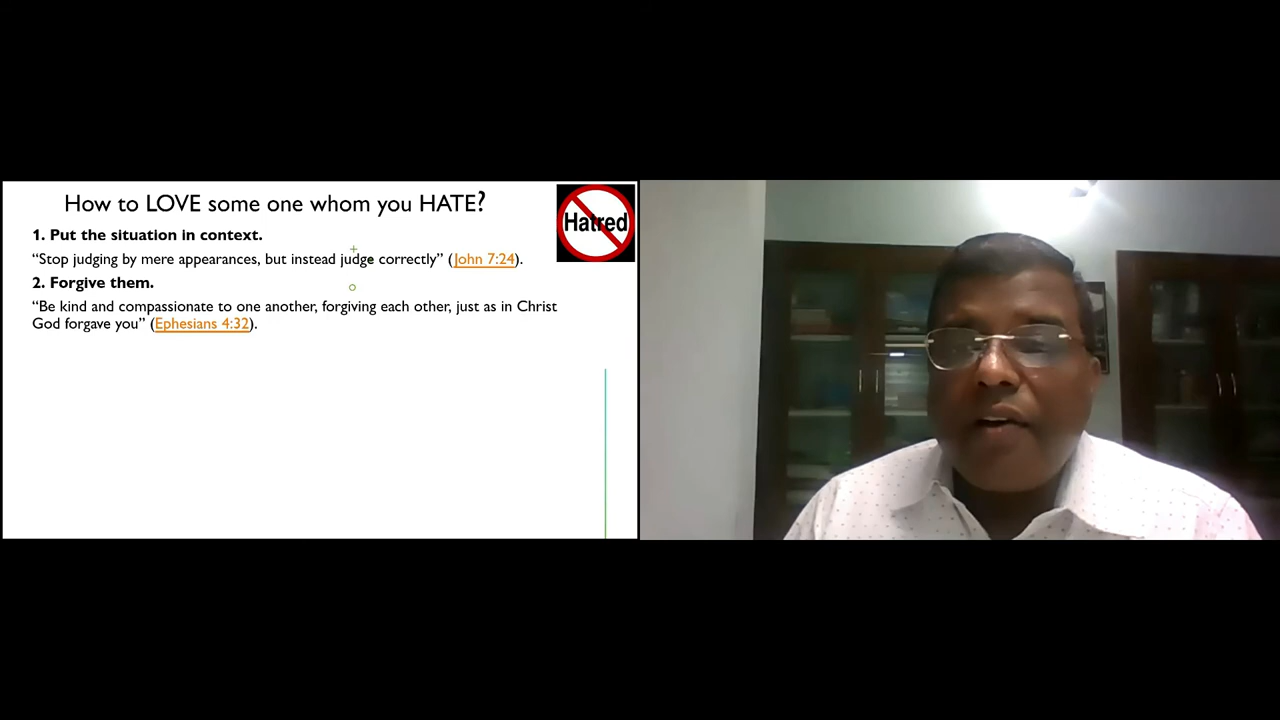 How to LOVE some one whom you HATE?
Hatred
1. Put the situation in context.
“Stop judging by mere appearances, but instead judge correctly” (John 7:24).
2. Forgive them.
“Be kind and compassionate to one another, forgiving each other, just as in Christ
God forgave you” (Ephesians 4:32).